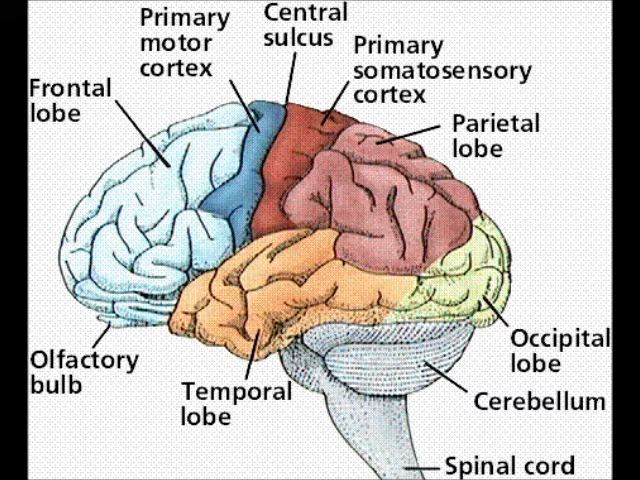 Primary
motor
cortex
Central
sulcus
Primary
somatosensory
cortex
Frontal
lobe
Parietal
lobe
Olfactory
bulb
Temporal
lobe
Occipital
lobe
Cerebellum
Spinal cord